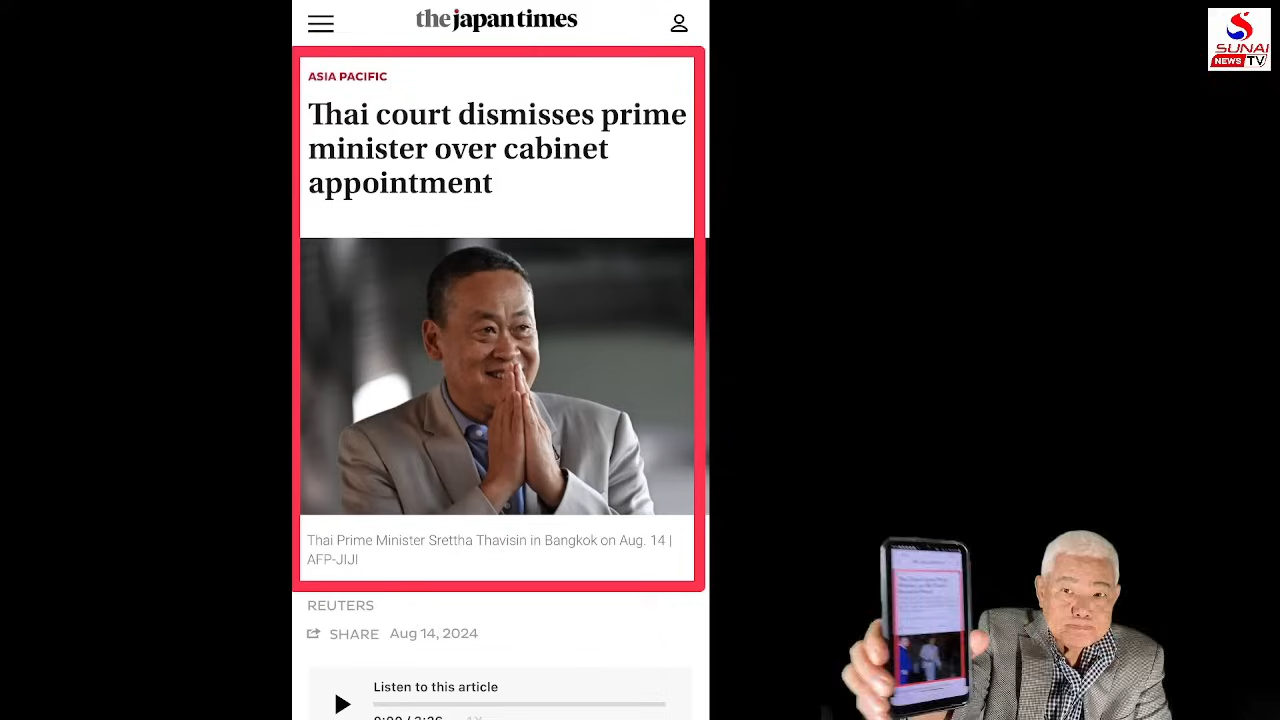 the japan times
SUNAI
NEWS TV
ASIA PACIFIC
Thai court dismisses prime
minister over cabinet
appointment
Thai Prime Minister Srettha Thavisin in Bangkok on Aug. 14 |
AFP-JIJI
REUTERS
SHARE Aug 14, 2024
Listen to this article